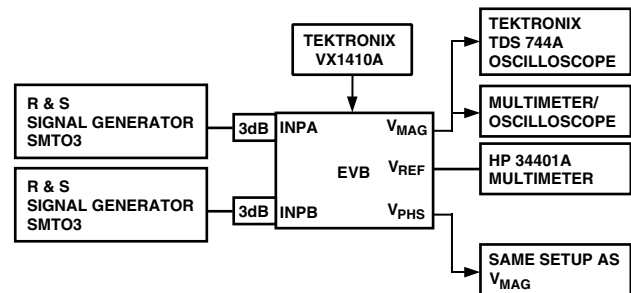 TEKTRONIX
VX1410A
TEKTRONIX
TDS 744A
OSCILLOSCOPE
R & S
SIGNAL GENERATOR
SMTO3
3dB
INPA
VMAG
MULTIMETER/
OSCILLOSCOPE
EVB
VREF
HP 34401A
MULTIMETER
R & S
SIGNAL GENERATOR
SMTO3
3dB
INPB
VPHS
SAME SETUP AS
VMAG